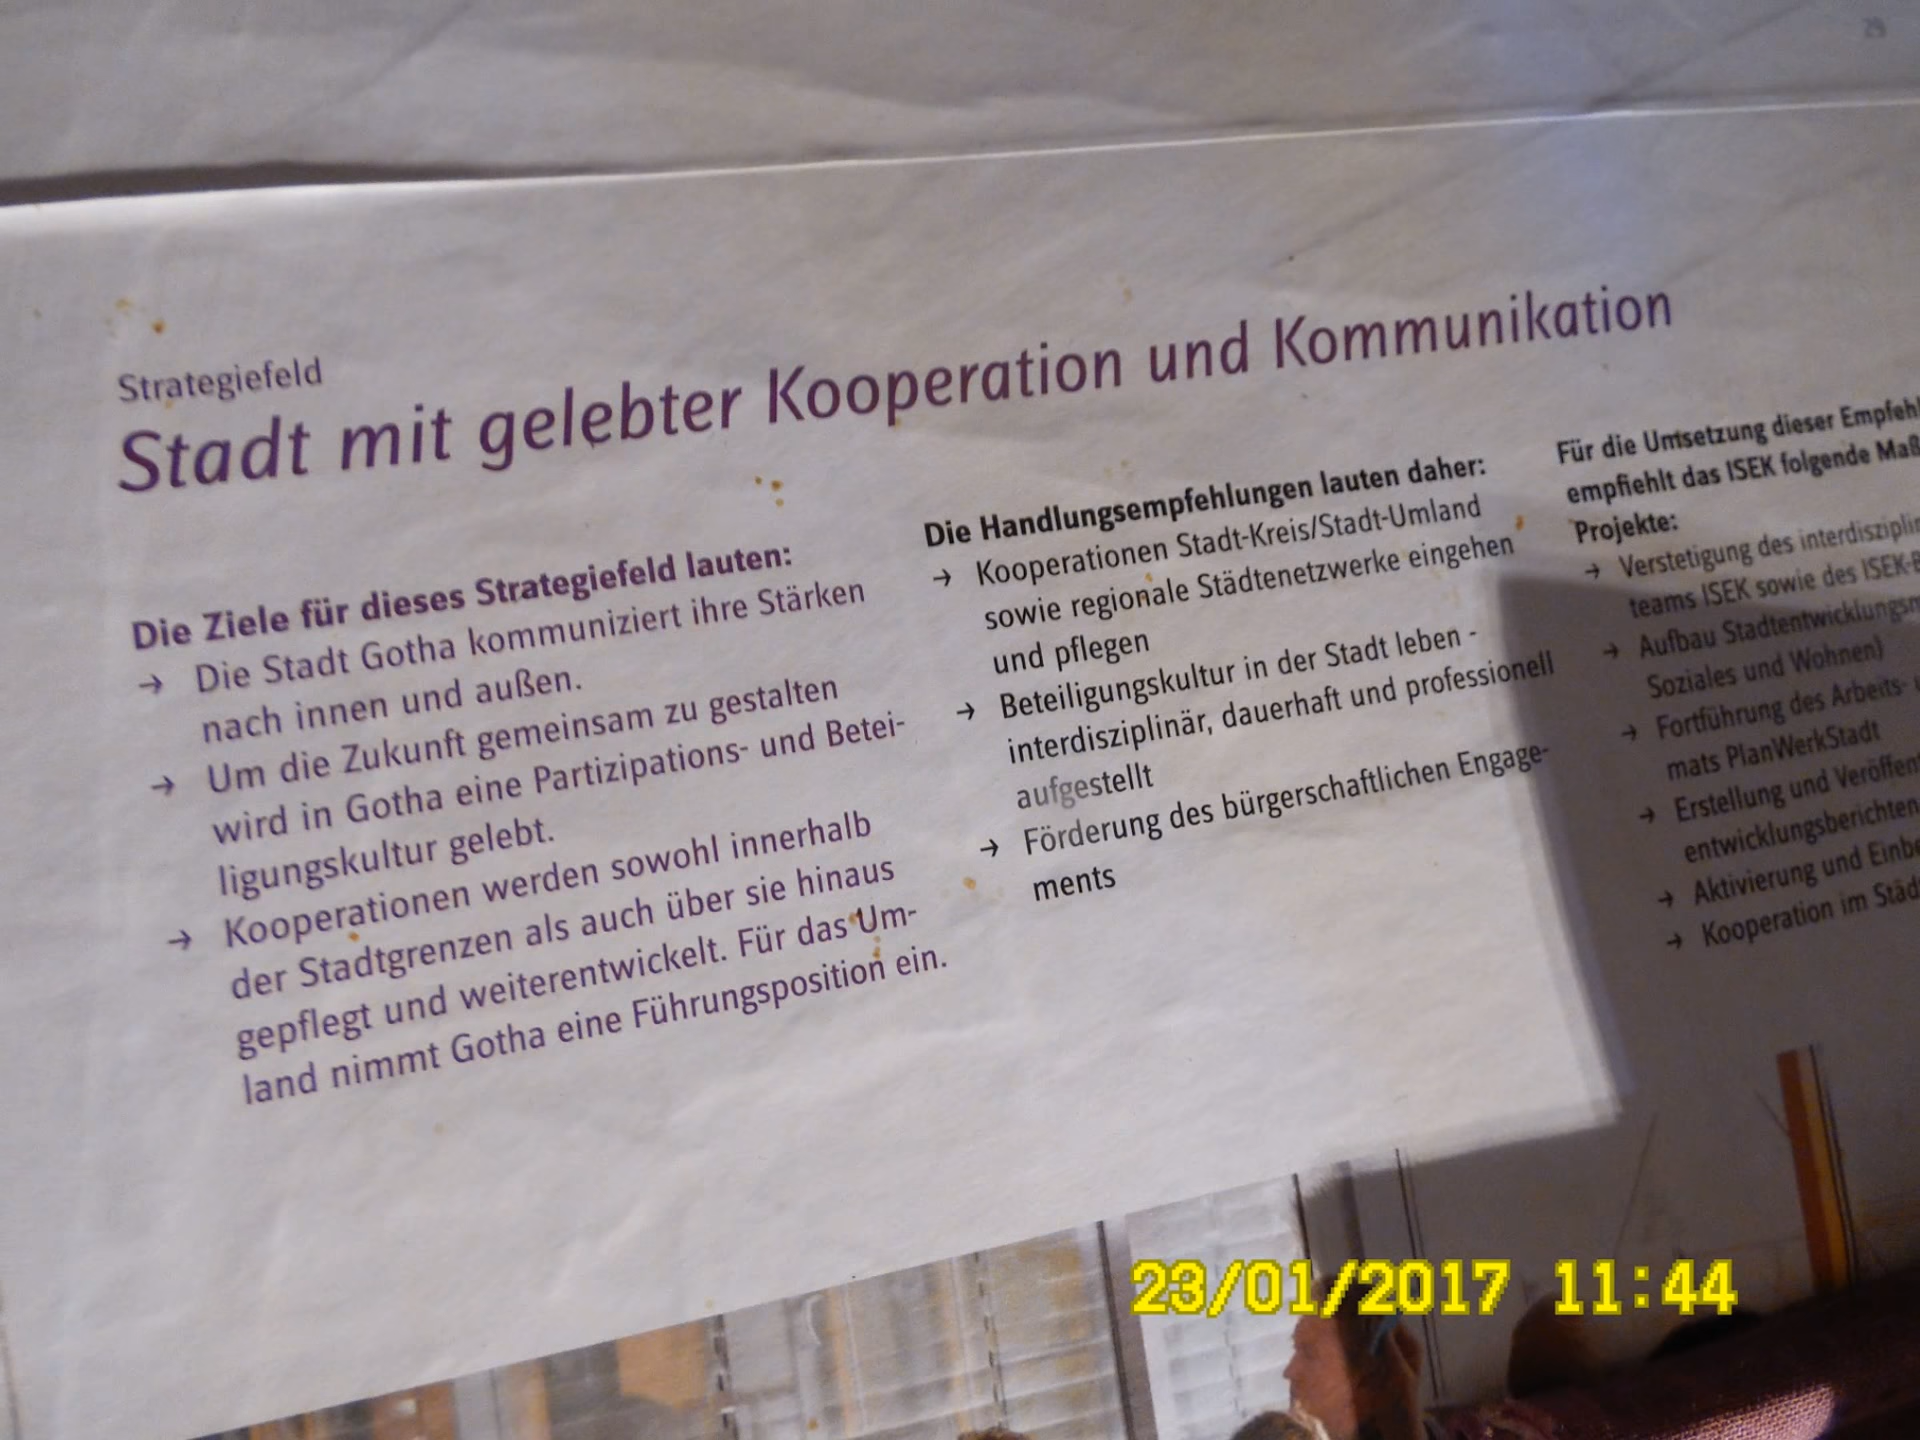 29
Strategiefeld
Stadt mit gelebter Kooperation und Kommunikation
Die Ziele für dieses Strategiefeld lauten:
→ Die Stadt Gotha kommuniziert ihre Stärken
nach innen und außen.
→ Um die Zukunft gemeinsam zu gestalten
wird in Gotha eine Partizipations- und Betei-
ligungskultur gelebt.
→ Kooperationen werden sowohl innerhalb
der Stadtgrenzen als auch über sie hinaus
gepflegt und weiterentwickelt. Für das Um-
land nimmt Gotha eine Führungsposition ein.
Die Handlungsempfehlungen lauten daher:
→ Kooperationen Stadt-Kreis/Stadt-Umland
sowie regionale Städtenetzwerke eingehen
und pflegen
→ Beteiligungskultur in der Stadt leben -
interdisziplinär, dauerhaft und professionell
aufgestellt
→ Förderung des bürgerschaftlichen Engage-
ments
Für die Umsetzung dieser
empfiehlt das ISEK folgende
Projekte:
→ Verstetigung des
teams ISEK sowie des
→ Aufbau
Soziales und Wohnen)
→ Fortführung des Arbeits-
mats PlanWerkStadt
→ Erstellung und
entwicklungsberichten
→ Aktivierung und
→ Kooperation im
23/01/2017 11:44